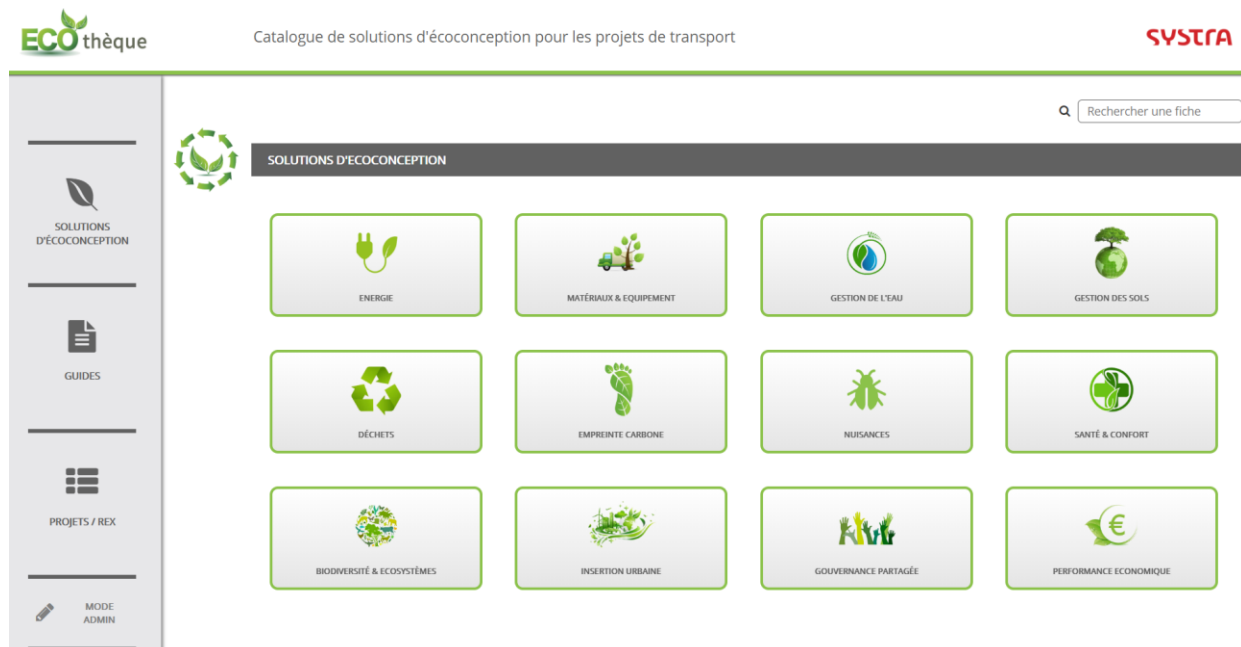 ECO thèque
Catalogue de solutions d'écoconception pour les projets de transport
SYSTRA
Rechercher une fiche
SOLUTIONS D'ECOCONCEPTION
SOLUTIONS
D'ÉCOCONCEPTION
GUIDES
PROJETS / REX
MODE
ADMIN
ENERGIE
MATÉRIAUX & EQUIPEMENT
GESTION DE L'EAU
GESTION DES SOLS
DÉCHETS
EMPREINTE CARBONE
NUISANCES
SANTÉ & CONFORT
BIODIVERSITÉ & ECOSYSTÈMES
INSERTION URBAINE
GOUVERNANCE PARTAGÉE
€
PERFORMANCE ECONOMIQUE